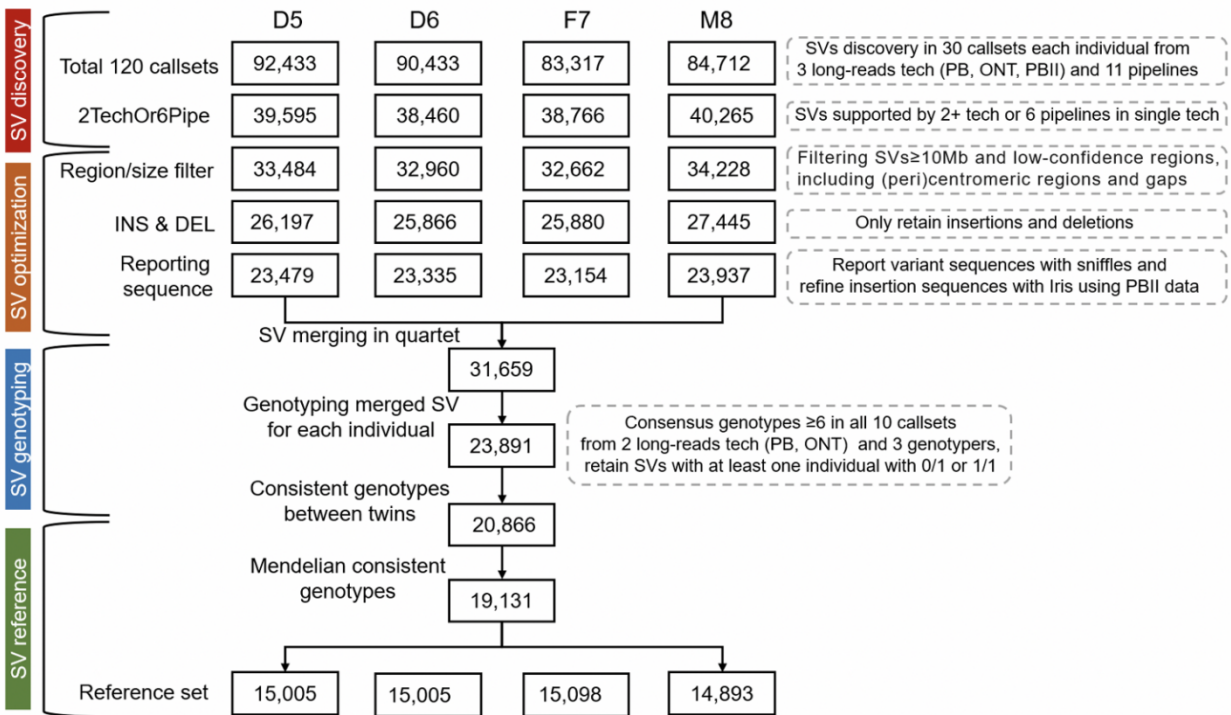 D5 D6 F7 M8
SV discovery
Total 120 callsets 92,433 90,433 83,317 84,712
SVs discovery in 30 callsets each individual from
3 long-reads tech (PB, ONT, PBII) and 11 pipelines
2TechOr6Pipe 39,595 38,460 38,766 40,265
SVs supported by 2+ tech or 6 pipelines in single tech
SV optimization
Region/size filter 33,484 32,960 32,662 34,228
Filtering SVs≥10Mb and low-confidence regions,
including (peri)centromeric regions and gaps
INS & DEL 26,197 25,866 25,880 27,445
Only retain insertions and deletions
Reporting
sequence
23,479 23,335 23,154 23,937
Report variant sequences with sniffles and
refine insertion sequences with Iris using PBII data
SV merging in quartet
31,659
SV genotyping
Genotyping merged SV
for each individual
23,891
Consensus genotypes ≥6 in all 10 callsets
from 2 long-reads tech (PB, ONT) and 3 genotypers,
retain SVs with at least one individual with 0/1 or 1/1
Consistent genotypes
between twins
20,866
SV reference
Mendelian consistent
genotypes
19,131
Reference set 15,005 15,005 15,098 14,893